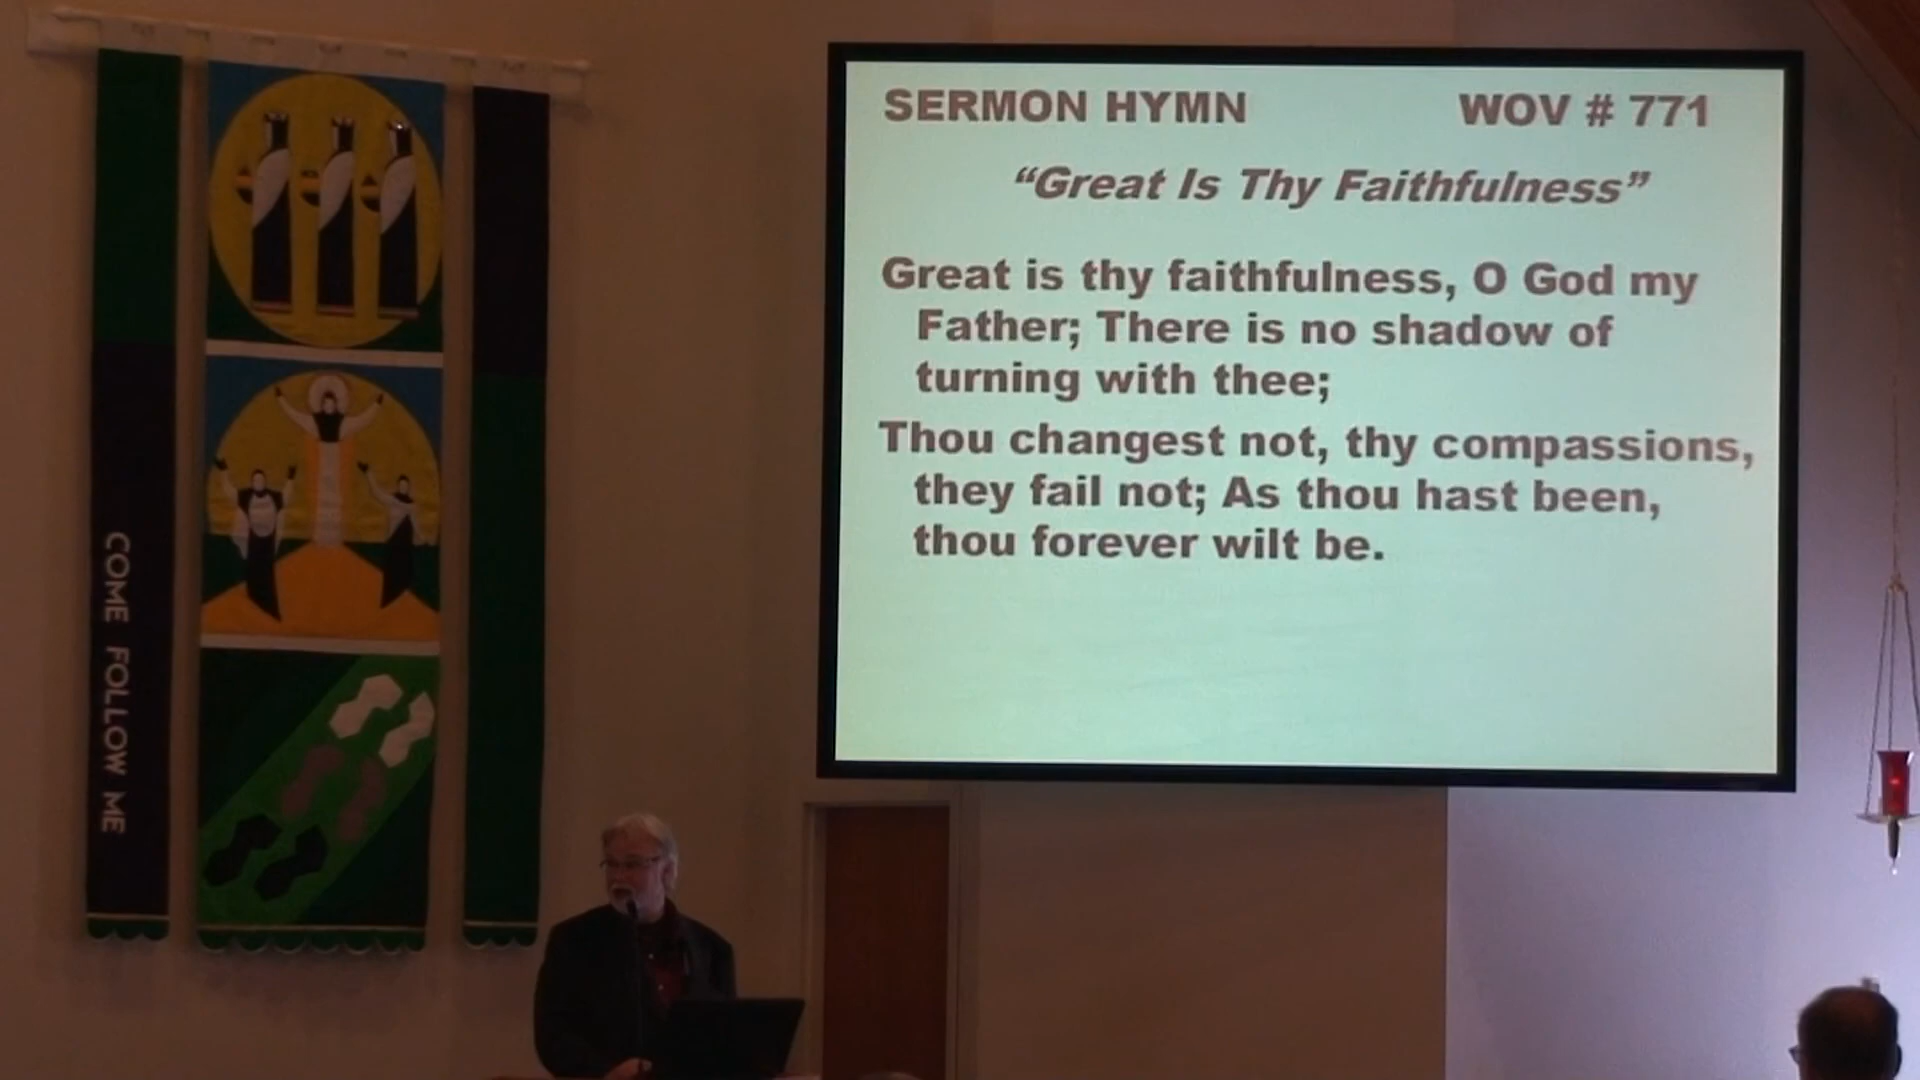 COME FOLLOW ME
SERMON HYMN WOV # 771
“Great Is Thy Faithfulness”
Great is thy faithfulness, O God my
Father; There is no shadow of
turning with thee;
Thou changest not, thy compassions,
they fail not; As thou hast been,
thou forever wilt be.